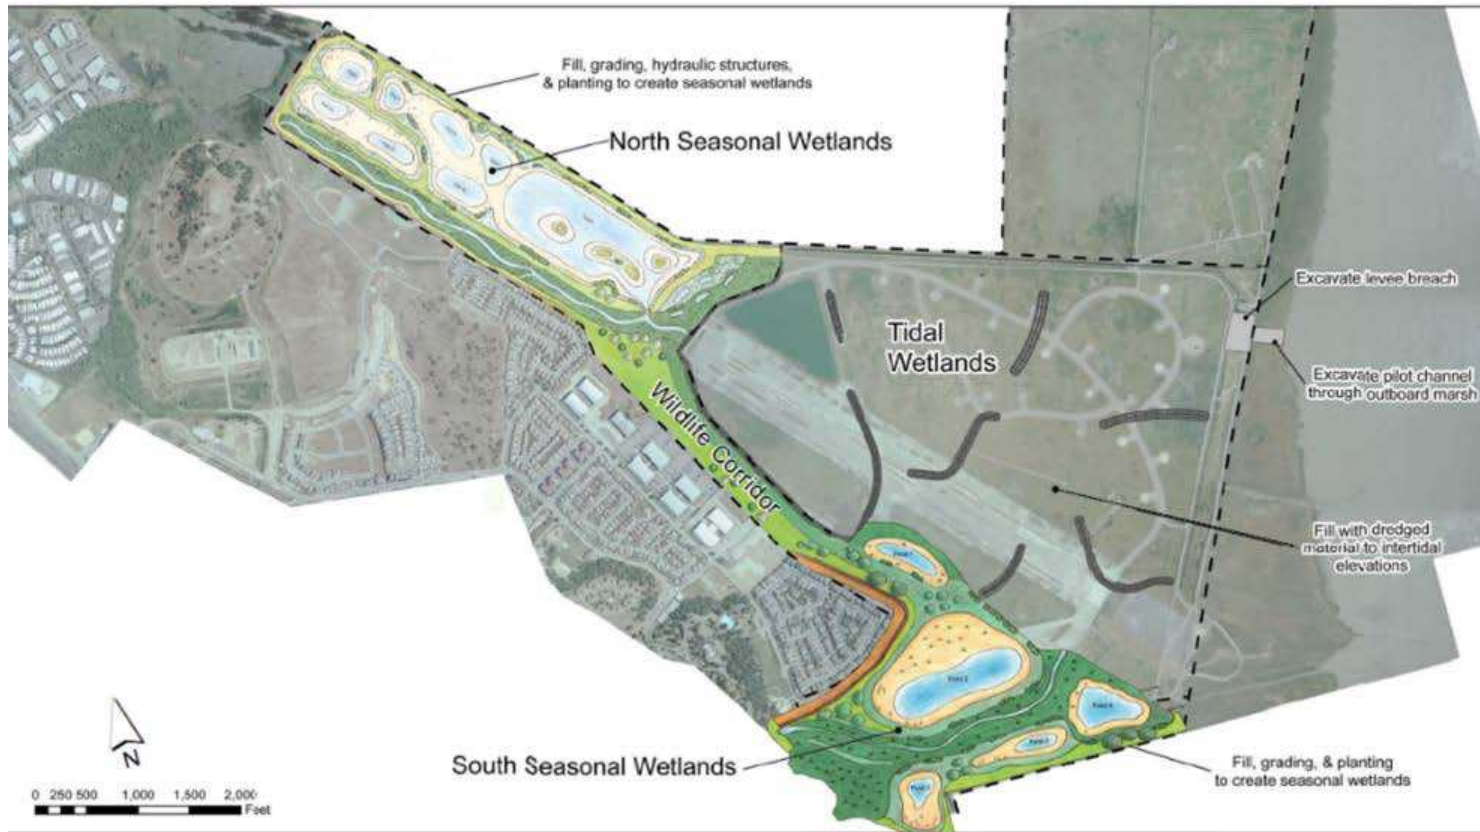 Fill, grading, hydraulic structures,
& planting to create seasonal wetlands
North Seasonal Wetlands
Excavate levee breach
Tidal
Wetlands
Excavate pilot channel
through outboard marsh
Wildlife Corridor
Fill with dredged
material to intertidal
elevations
South Seasonal Wetlands
Fill, grading, & planting
to create seasonal wetlands
N
0 250 500 1,000 1,500 2,000
Feet